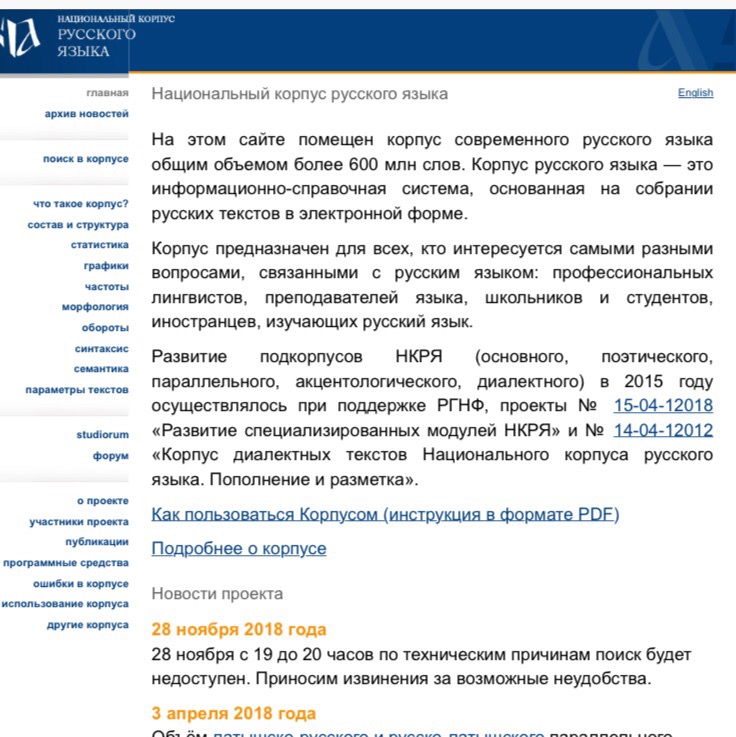 НАЦИОНАЛЬНЫЙ КОРПУС
РУССКОГО
ЯЗЫКА
главная
архив новостей
поиск в корпусе
что такое корпус?
состав и структура
статистика
графики
частоты
морфология
обороты
синтаксис
семантика
параметры текстов
studiorum
форум
о проекте
участники проекта
публикации
программные средства
ошибки в корпусе
использование корпуса
другие корпуса
Национальный корпус русского языка
English
На этом сайте помещен корпус современного русского языка
общим объемом более 600 млн слов. Корпус русского языка — это
информационно-справочная система, основанная на собрании
русских текстов в электронной форме.
Корпус предназначен для всех, кто интересуется самыми разными
вопросами, связанными с русским языком: профессиональных
лингвистов, преподавателей языка, школьников и студентов,
иностранцев, изучающих русский язык.
Развитие подкорпусов НКРЯ (основного, поэтического,
параллельного, акцентологического, диалектного) в 2015 году
осуществлялось при поддержке РГНФ, проекты № 15-04-12018
«Развитие специализированных модулей НКРЯ» и № 14-04-12012
«Корпус диалектных текстов Национального корпуса русского
языка. Пополнение и разметка».
Как пользоваться Корпусом (инструкция в формате PDF)
Подробнее о корпусе
Новости проекта
28 ноября 2018 года
28 ноября с 19 до 20 часов по техническим причинам поиск будет
недоступен. Приносим извинения за возможные неудобства.
3 апреля 2018 года
Объём латышско-русского и русско-латышского параллельного